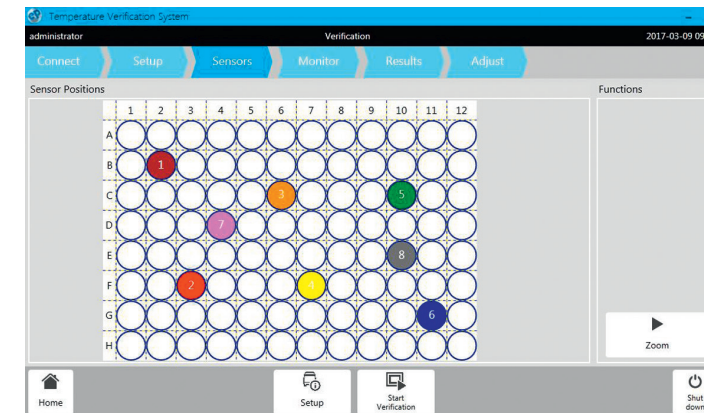 Temperature Verification System
administrator Verification 2017-03-09 09
Connect Setup Sensors Monitor Results Adjust
Sensor Positions Functions
1 2 3 4 5 6 7 8 9 10 11 12
A
B 1
C 3 5
D 7
E 8
F 2 4
G 6
H
Zoom
Home Setup Start Verification Shut down